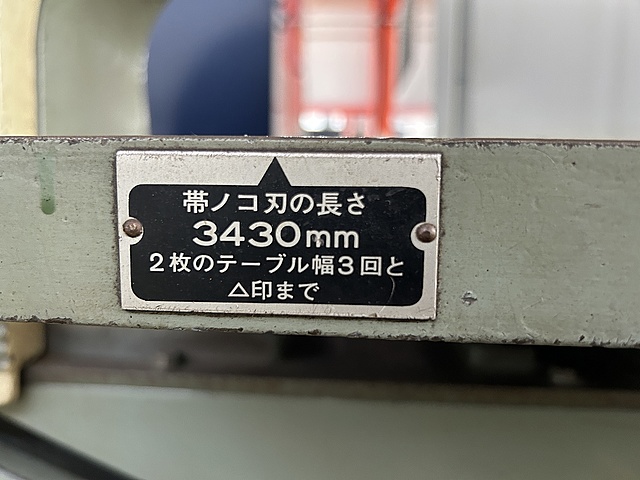 帯ノコ刃の長さ
3430mm
2枚のテーブル幅3回と
△印まで